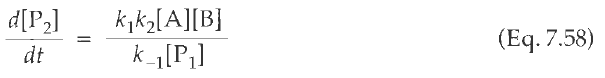 d[P₂]/dt = k₁k₂[A][B]/k₋₁[P₁] (Eq. 7.58)